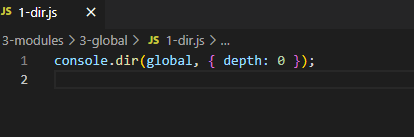 JS 1-dir.js ×
3-modules > 3-global > JS 1-dir.js > ...
1 console.dir(global, { depth: 0 });
2